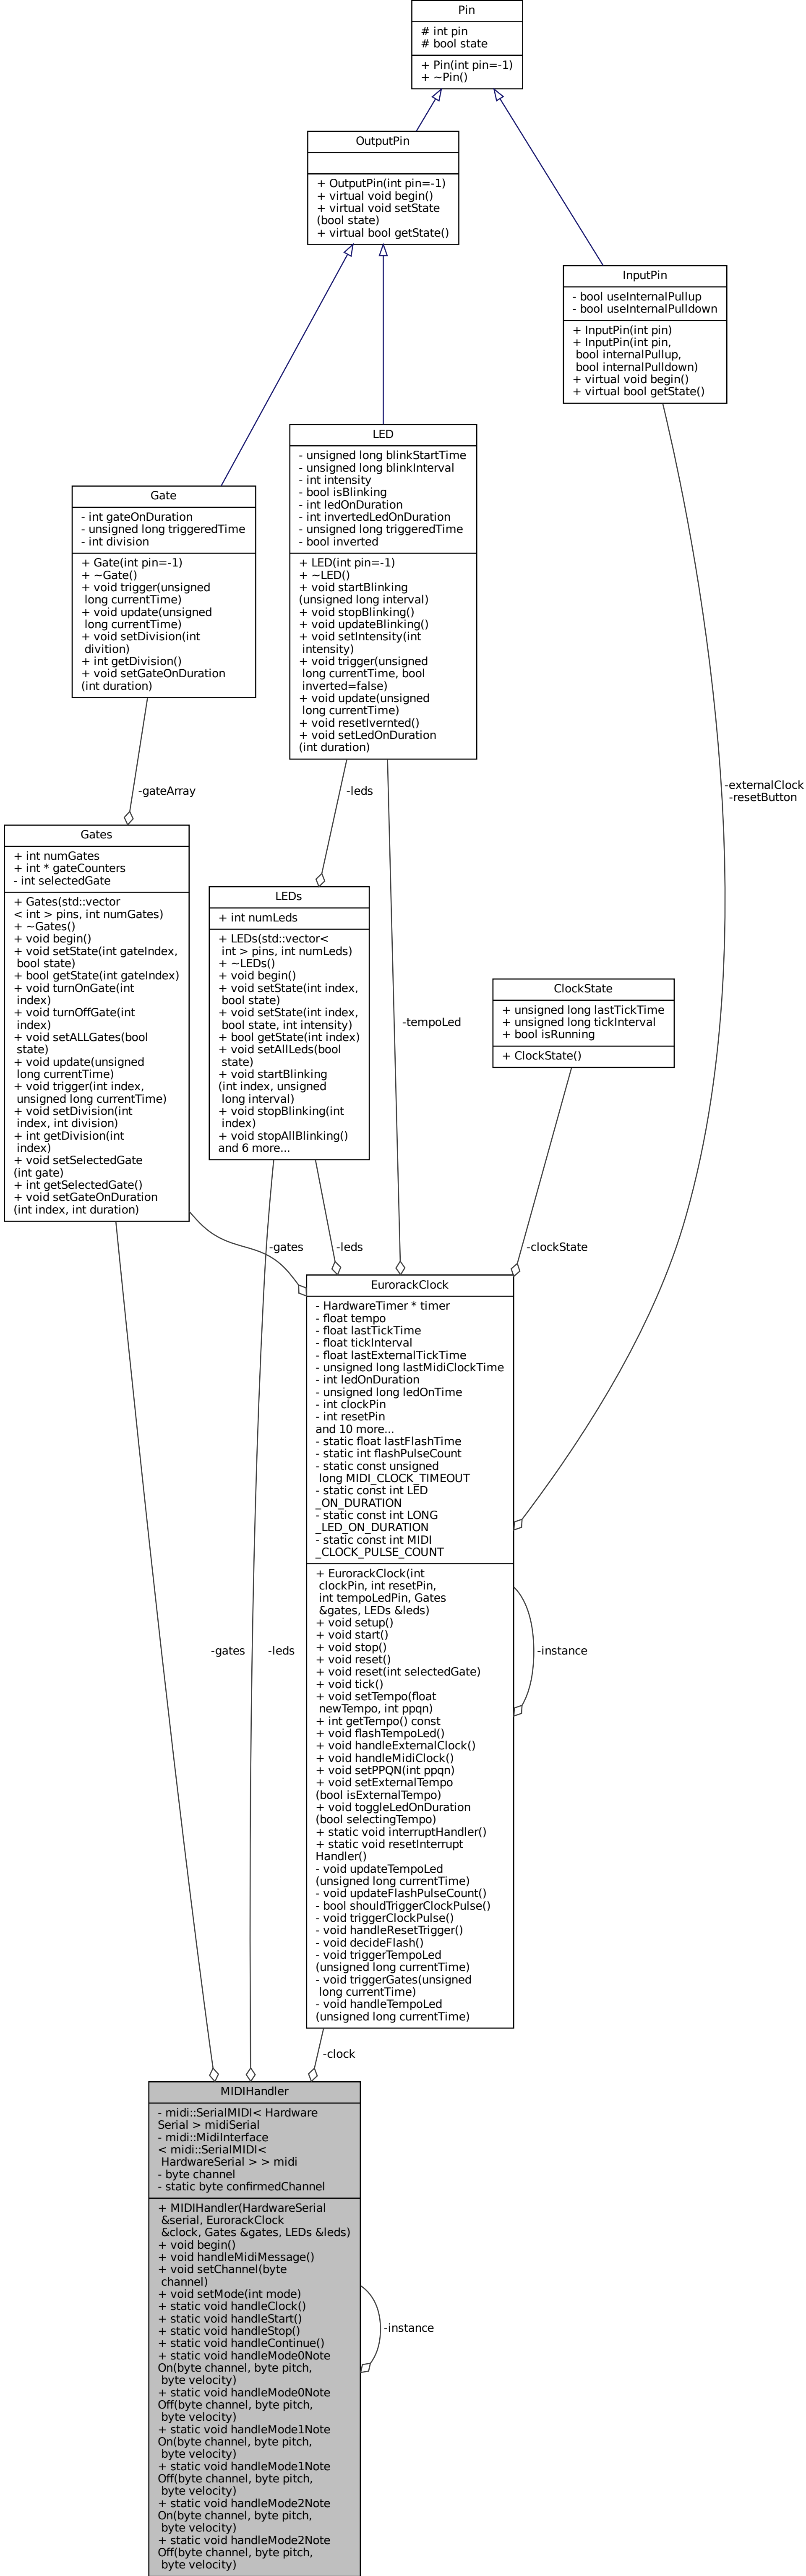 Pin
# int pin
# bool state
+ Pin(int pin=-1)
+ ~Pin()
OutputPin
+ OutputPin(int pin=-1)
+ virtual void begin()
+ virtual void setState
(bool state)
+ virtual bool getState()
InputPin
- bool useInternalPullup
- bool useInternalPulldown
+ InputPin(int pin)
+ InputPin(int pin,
bool internalPullup,
bool internalPulldown)
+ virtual void begin()
+ virtual bool getState()
LED
- unsigned long blinkStartTime
- unsigned long blinkInterval
- int intensity
- bool isBlinking
- int ledOnDuration
- int invertedLedOnDuration
- unsigned long triggeredTime
- bool inverted
+ LED(int pin=-1)
+ ~LED()
+ void startBlinking
(unsigned long interval)
+ void stopBlinking()
+ void updateBlinking()
+ void setIntensity(int
intensity)
+ void trigger(unsigned
long currentTime, bool
inverted=false)
+ void update(unsigned
long currentTime)
+ void resetIvernted()
+ void setLedOnDuration
(int duration)
Gate
- int gateOnDuration
- unsigned long triggeredTime
- int division
+ Gate(int pin=-1)
+ ~Gate()
+ void trigger(unsigned
long currentTime)
+ void update(unsigned
long currentTime)
+ void setDivision(int
divition)
+ int getDivision()
+ void setGateOnDuration
(int duration)
-gateArray
-leds
-externalClock
-resetButton
Gates
+ int numGates
+ int * gateCounters
- int selectedGate
+ Gates(std::vector
< int > pins, int numGates)
+ ~Gates()
+ void begin()
+ void setState(int gateIndex,
bool state)
+ bool getState(int gateIndex)
+ void turnOnGate(int
index)
+ void turnOffGate(int
index)
+ void setALLGates(bool
state)
+ void update(unsigned
long currentTime)
+ void trigger(int index,
unsigned long currentTime)
+ void setDivision(int
index, int division)
+ int getDivision(int
index)
+ void setSelectedGate
(int gate)
+ int getSelectedGate()
+ void setGateOnDuration
(int index, int duration)
LEDs
+ int numLeds
+ LEDs(std::vector<
int > pins, int numLeds)
+ ~LEDs()
+ void begin()
+ void setState(int index,
bool state)
+ void setState(int index,
bool state, int intensity)
+ bool getState(int index)
+ void setAllLeds(bool
state)
+ void startBlinking
(int index, unsigned
long interval)
+ void stopBlinking(int
index)
+ void stopAllBlinking()
and 6 more...
-tempoLed
ClockState
+ unsigned long lastTickTime
+ unsigned long tickInterval
+ bool isRunning
+ ClockState()
-gates
-leds
-clockState
EurorackClock
- HardwareTimer * timer
- float tempo
- float lastTickTime
- float tickInterval
- float lastExternalTickTime
- unsigned long lastMidiClockTime
- int ledOnDuration
- unsigned long ledOnTime
- int clockPin
- int resetPin
and 10 more...
- static float lastFlashTime
- static int flashPulseCount
- static const unsigned
long MIDI_CLOCK_TIMEOUT
- static const int LED
_ON_DURATION
- static const int LONG
_LED_ON_DURATION
- static const int MIDI
_CLOCK_PULSE_COUNT
+ EurorackClock(int
clockPin, int resetPin,
int tempoLedPin, Gates
&gates, LEDs &leds)
+ void setup()
+ void start()
+ void stop()
+ void reset()
+ void reset(int selectedGate)
+ void tick()
+ void setTempo(float
newTempo, int ppqn)
+ int getTempo() const
+ void flashTempoLed()
+ void handleExternalClock()
+ void handleMidiClock()
+ void setPPQN(int ppqn)
+ void setExternalTempo
(bool isExternalTempo)
+ void toggleLedOnDuration
(bool selectingTempo)
+ static void interruptHandler()
+ static void resetInterrupt
Handler()
- void updateTempoLed
(unsigned long currentTime)
- void updateFlashPulseCount()
- bool shouldTriggerClockPulse()
- void triggerClockPulse()
- void handleResetTrigger()
- void decideFlash()
- void triggerTempoLed
(unsigned long currentTime)
- void triggerGates(unsigned
long currentTime)
- void handleTempoLed
(unsigned long currentTime)
-gates
-leds
-instance
-clock
MIDIHandler
- midi::SerialMIDI< Hardware
Serial > midiSerial
- midi::MidiInterface
< midi::SerialMIDI<
HardwareSerial > > midi
- byte channel
- static byte confirmedChannel
+ MIDIHandler(HardwareSerial
&serial, EurorackClock
&clock, Gates &gates, LEDs &leds)
+ void begin()
+ void handleMidiMessage()
+ void setChannel(byte
channel)
+ void setMode(int mode)
+ static void handleClock()
+ static void handleStart()
+ static void handleStop()
+ static void handleContinue()
+ static void handleMode0Note
On(byte channel, byte pitch,
byte velocity)
+ static void handleMode0Note
Off(byte channel, byte pitch,
byte velocity)
+ static void handleMode1Note
On(byte channel, byte pitch,
byte velocity)
+ static void handleMode1Note
Off(byte channel, byte pitch,
byte velocity)
+ static void handleMode2Note
On(byte channel, byte pitch,
byte velocity)
+ static void handleMode2Note
Off(byte channel, byte pitch,
byte velocity)
-instance